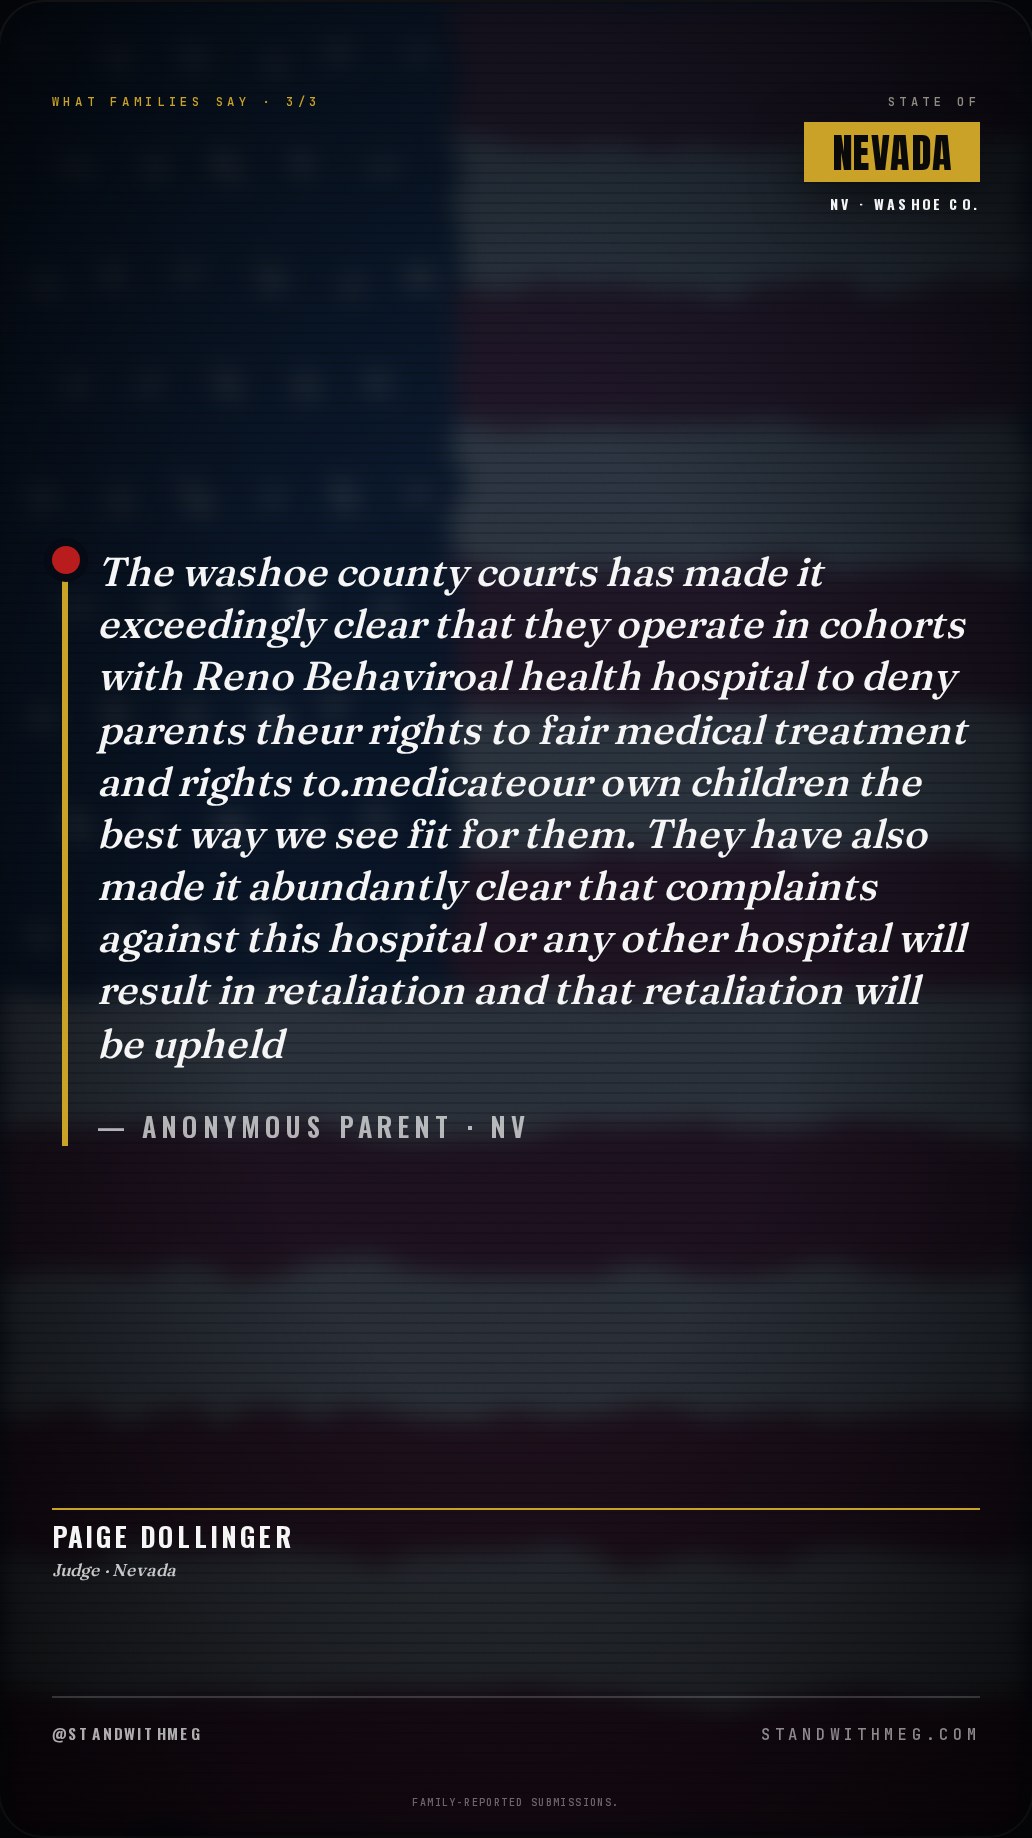 WHAT FAMILIES SAY · 3/3
STATE OF
NEVADA
NV · WASHOE CO.
The washoe county courts has made it
exceedingly clear that they operate in cohorts
with Reno Behaviroal health hospital to deny
parents theur rights to fair medical treatment
and rights to.medicateour own children the
best way we see fit for them. They have also
made it abundantly clear that complaints
against this hospital or any other hospital will
result in retaliation and that retaliation will
be upheld
— ANONYMOUS PARENT · NV
PAIGE DOLLINGER
Judge · Nevada
@STANDWITHMEG
STANDWITHMEG.COM
FAMILY-REPORTED SUBMISSIONS.